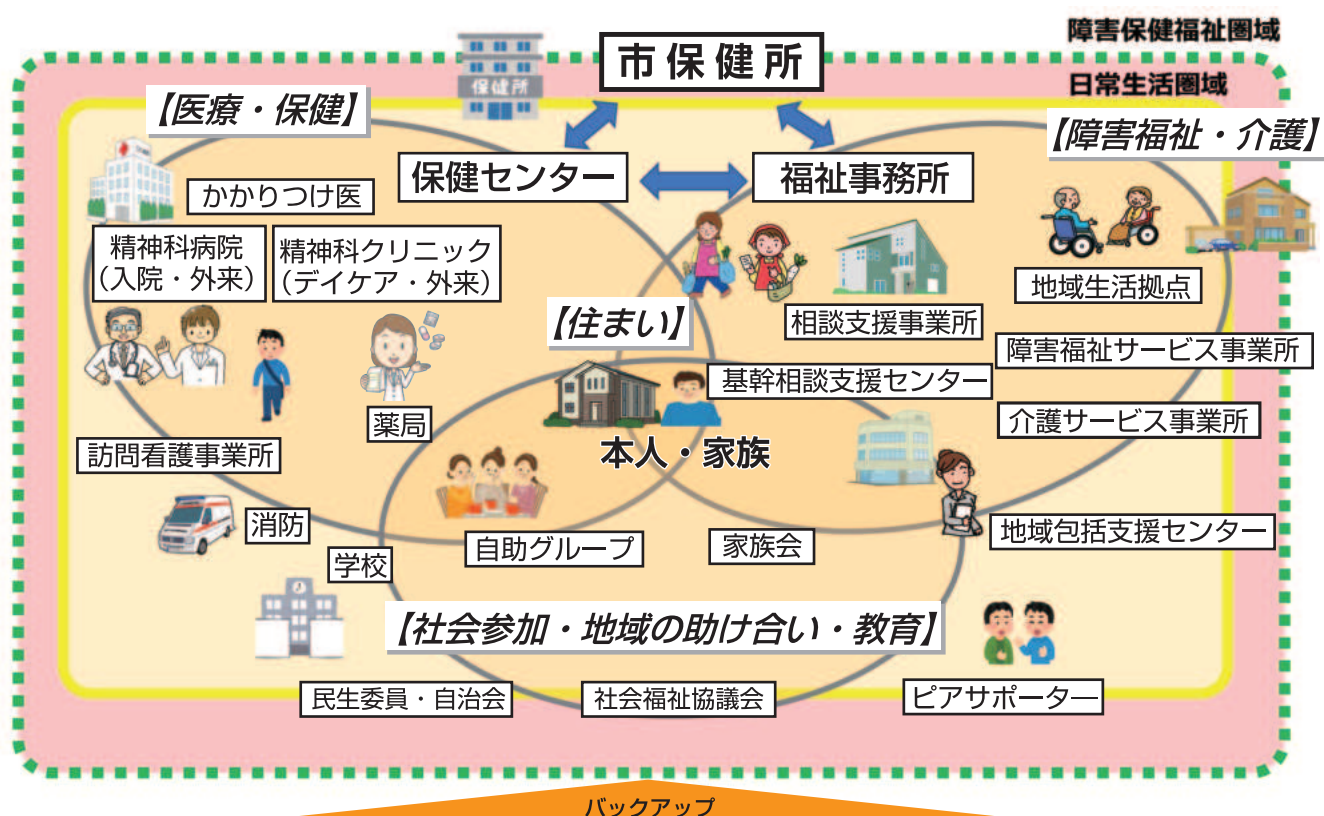 障害保健福祉圏域
市保健所
保健所
日常生活圏域
【医療・保健】
【障害福祉・介護】
保健センター
福祉事務所
かかりつけ医
精神科病院
(入院・外来)
精神科クリニック
(デイケア・外来)
地域生活拠点
【住まい】
相談支援事業所
障害福祉サービス事業所
基幹相談支援センター
薬局
介護サービス事業所
本人・家族
訪問看護事業所
消防
地域包括支援センター
自助グループ
家族会
学校
【社会参加・地域の助け合い・教育】
民生委員・自治会
社会福祉協議会
ピアサポーター
バックアップ